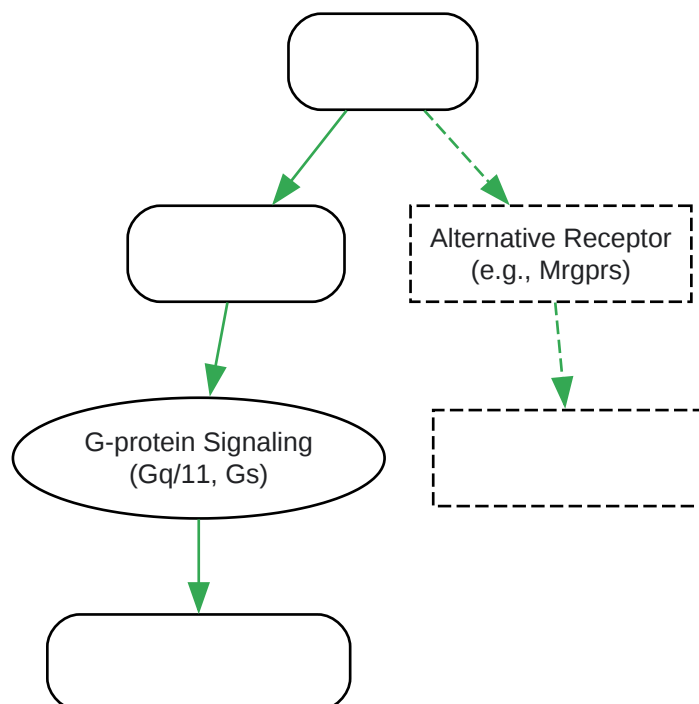 Alternative Receptor
(e.g., Mrgprs)
G-protein Signaling
(Gq/11, Gs)